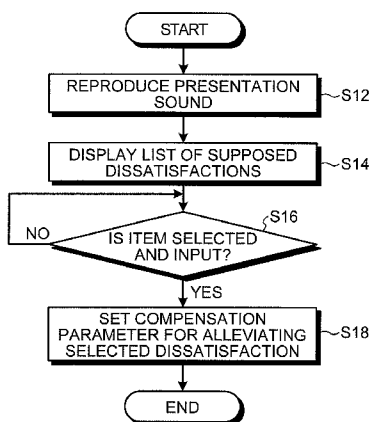 START
REPRODUCE PRESENTATION
SOUND
S12
DISPLAY LIST OF SUPPOSED
DISSATISFACTIONS
S14
S16
NO
IS ITEM SELECTED
AND INPUT?
YES
SET COMPENSATION
PARAMETER FOR ALLEVIATING
SELECTED DISSATISFACTION
S18
END